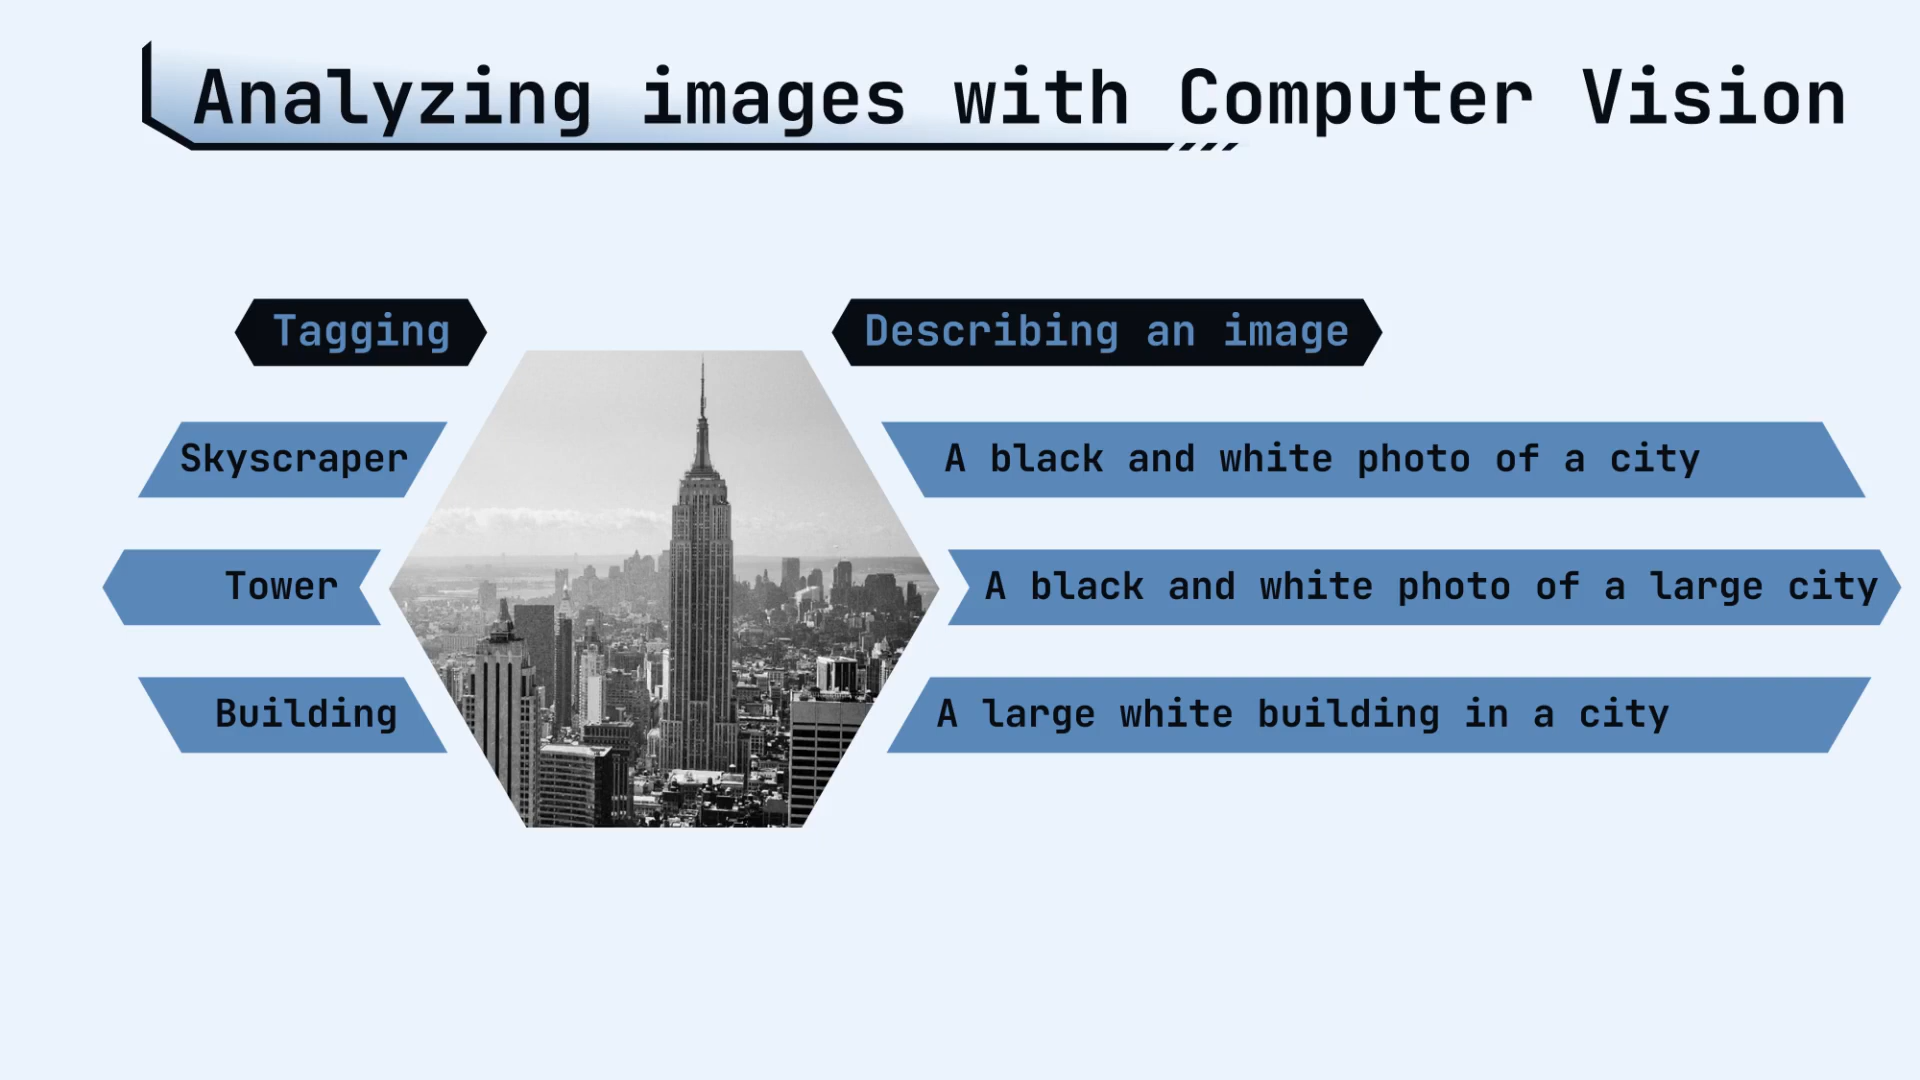 Analyzing images with Computer Vision
Tagging
Skyscraper
Tower
Building
Describing an image
A black and white photo of a city
A black and white photo of a large city
A large white building in a city